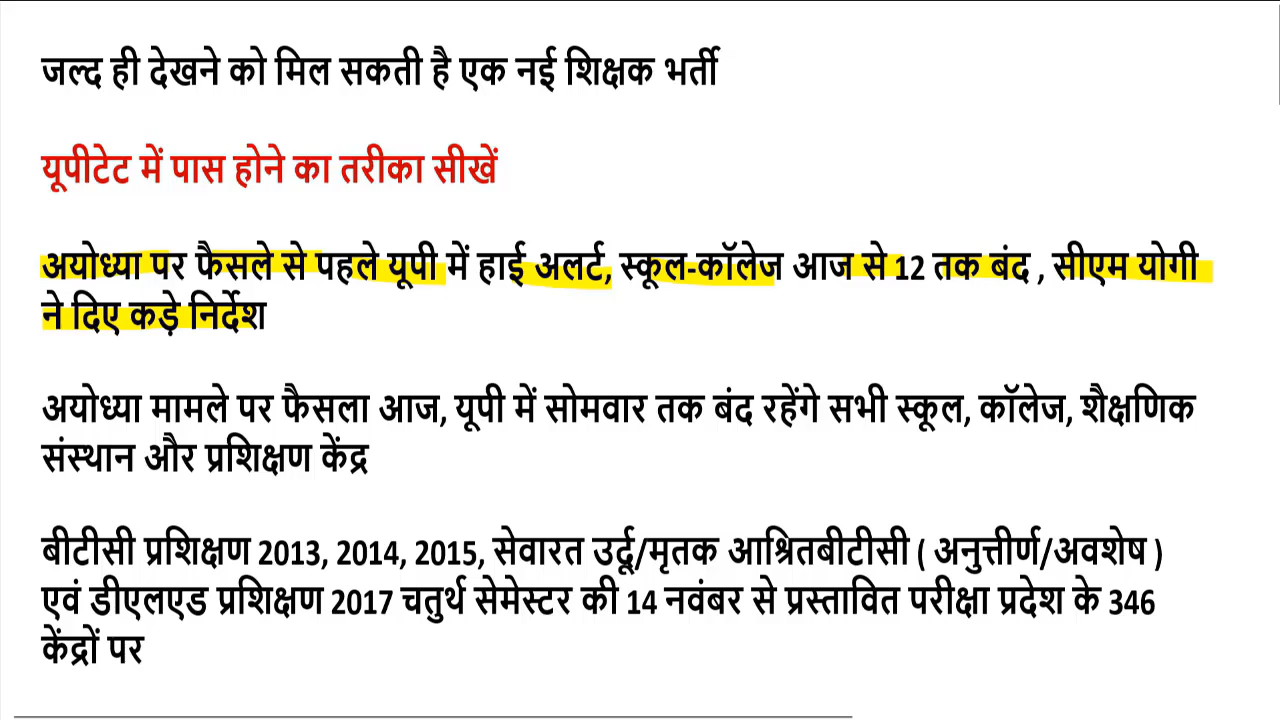 जल्द ही देखने को मिल सकती है एक नई शिक्षक भर्ती
यूपीटेट में पास होने का तरीका सीखें
अयोध्या पर फैसले से पहले यूपी में हाई अलर्ट, स्कूल-कॉलेज आज से 12 तक बंद , सीएम योगी
ने दिए कड़े निर्देश
अयोध्या मामले पर फैसला आज, यूपी में सोमवार तक बंद रहेंगे सभी स्कूल, कॉलेज, शैक्षणिक
संस्थान और प्रशिक्षण केंद्र
बीटीसी प्रशिक्षण 2013, 2014, 2015, सेवारत उर्दू/मृतक आश्रितबीटीसी ( अनुत्तीर्ण/अवशेष )
एवं डीएलएड प्रशिक्षण 2017 चतुर्थ सेमेस्टर की 14 नवंबर से प्रस्तावित परीक्षा प्रदेश के 346
केंद्रों पर